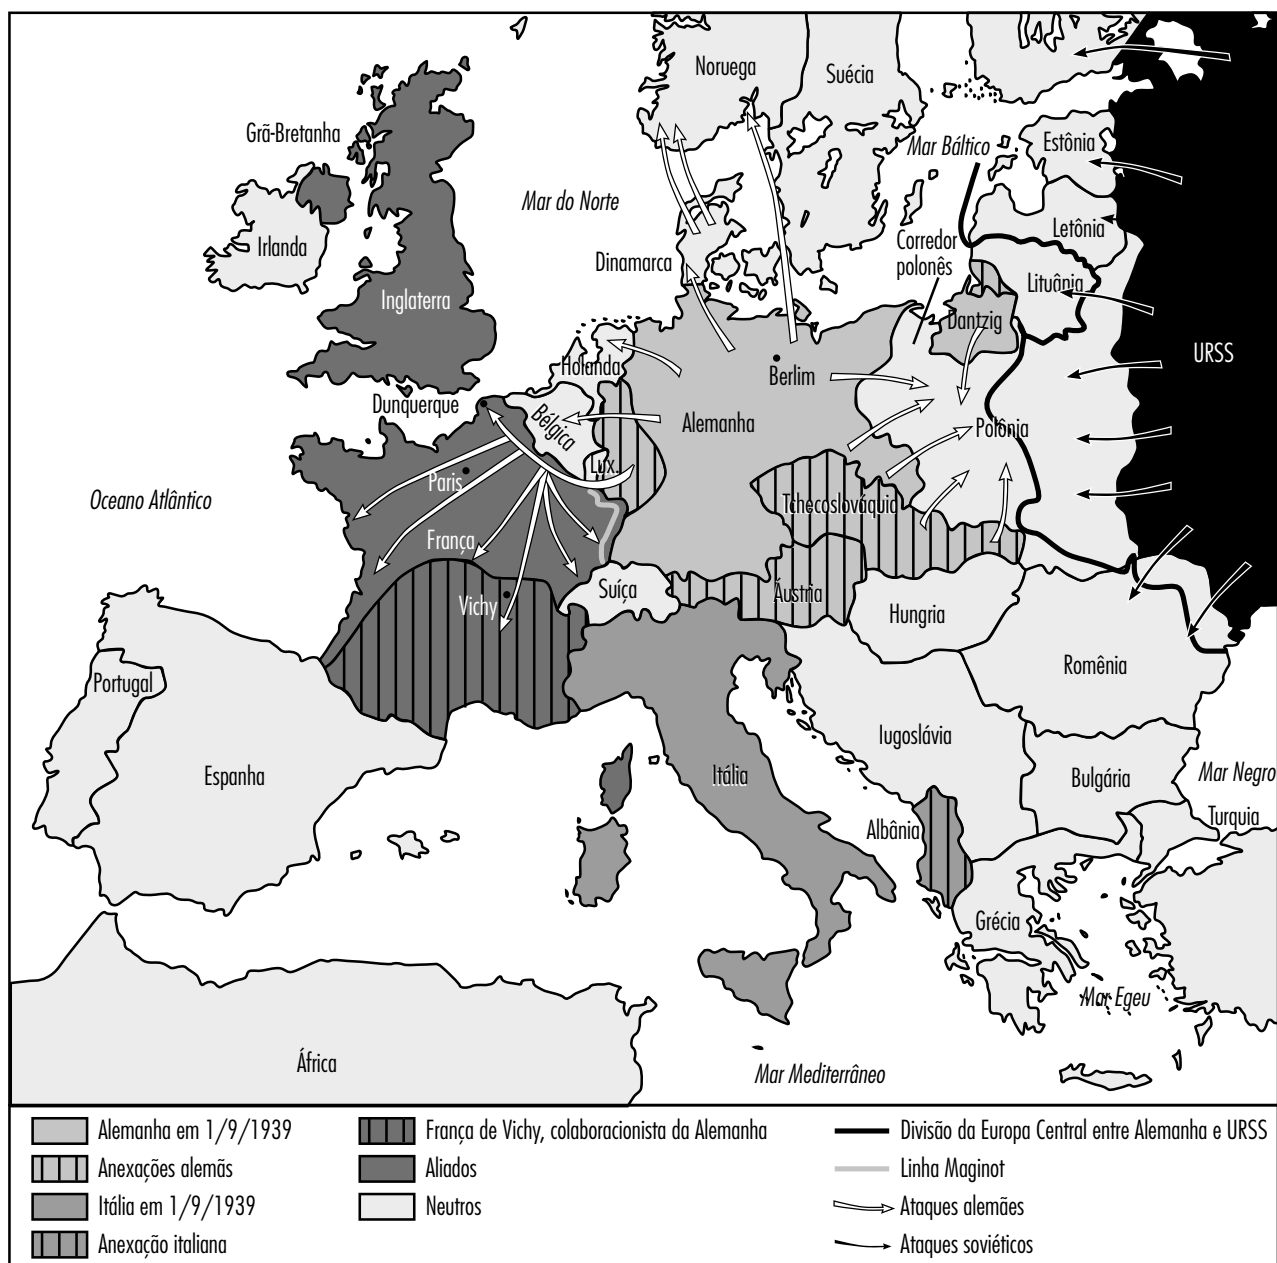 Noruega
Suécia
Grã-Bretanha
Mar Báltico
Estônia
Mar do Norte
Letônia
Irlanda
Corredor
polonês
Dinamarca
Lituânia
Inglaterra
Dantzig
URSS
Holanda
Berlim
Dunquerque
Bélgica
Alemanha
Polônia
Lux.
Paris
Oceano Atlântico
Tchecoslováquia
França
Suíça
Áustria
Vichy
Hungria
Romênia
Portugal
Iugoslávia
Espanha
Itália
Bulgária
Mar Negro
Turquia
Albânia
Grécia
Mar Egeu
África
Mar Mediterrâneo
Alemanha em 1/9/1939
Anexações alemãs
Itália em 1/9/1939
Anexação italiana
França de Vichy, colaboracionista da Alemanha
Aliados
Neutros
Divisão da Europa Central entre Alemanha e URSS
Linha Maginot
Ataques alemães
Ataques soviéticos